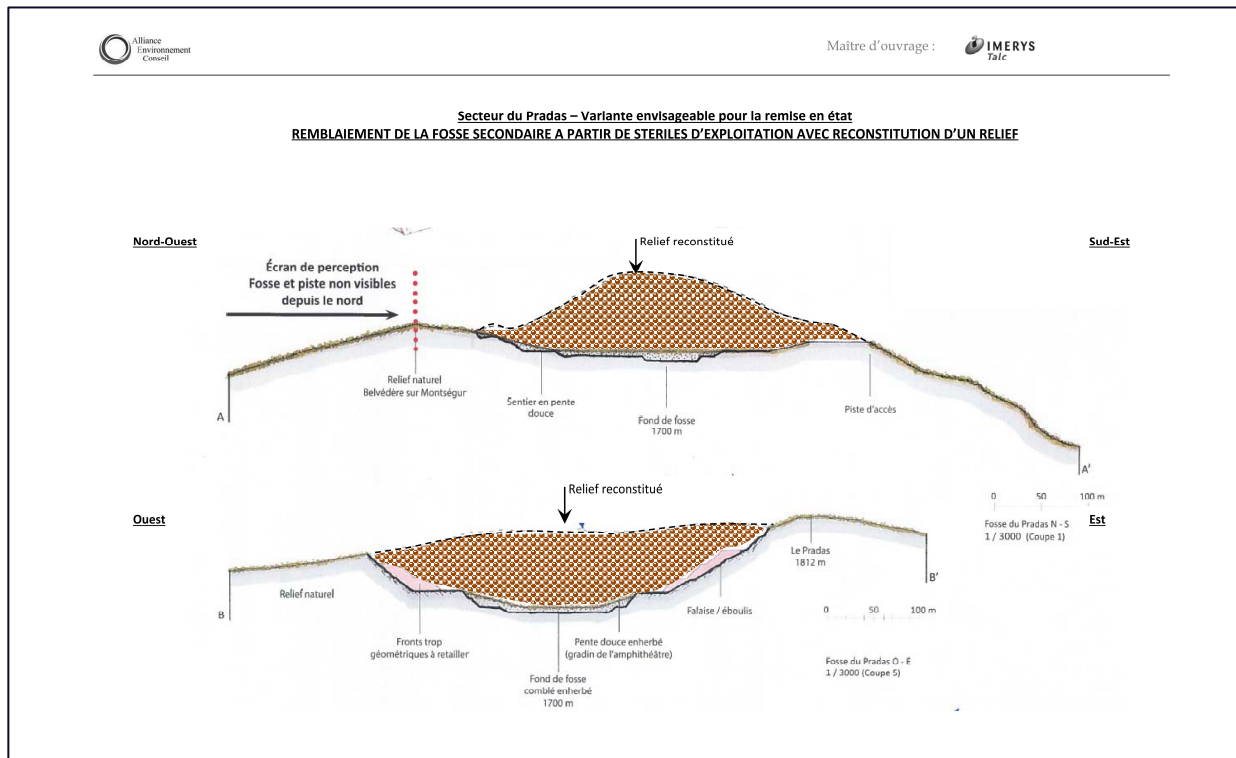 Alliance
Environnement
Conseil
Maître d'ouvrage :
IMERYS
Talc
Secteur du Pradas – Variante envisageable pour la remise en état
REMBLAIEMENT DE LA FOSSE SECONDAIRE A PARTIR DE STERILES D'EXPLOITATION AVEC RECONSTITUTION D'UN RELIEF
Nord-Ouest
Relief reconstitué
Sud-Est
Écran de perception
Fosse et piste non visibles
depuis le nord
Relief naturel
Belvédère sur Montségur
Sentier en pente
douce
Fond de fosse
1700 m
Piste d'accès
A
A'
0 50 100 m
Fosse du Pradas N - S
1 / 3000 (Coupe 1)
Relief reconstitué
Ouest
Est
Le Pradas
1812 m
B
B'
Relief naturel
Fronts trop
géométriques à retailler
Fond de fosse
comblé enherbé
1700 m
Pente douce enherbé
(gradin de l'amphithéâtre)
Falaise / éboulis
0 50 100 m
Fosse du Pradas O - E
1 / 3000 (Coupe 5)